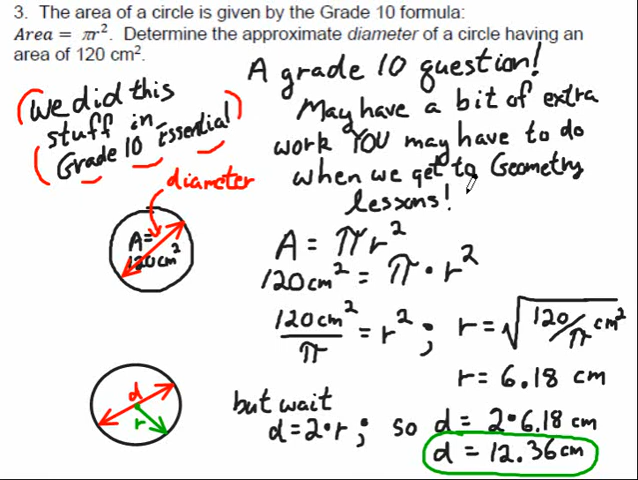 3. The area of a circle is given by the Grade 10 formula:
Area = πr². Determine the approximate diameter of a circle having an
area of 120 cm².
A grade 10 question!
May have a bit of extra
work YOU may have to do
when we get to Geometry
lessons!
(We did this
stuff in
Grade 10 Essential)
diameter
A=
120cm²
A = πr²
120cm² = π · r²
120cm²/π = r² ; r = √120/π cm²
r = 6.18 cm
d
r
but wait
d=2·r ; so d = 2·6.18 cm
d = 12.36cm